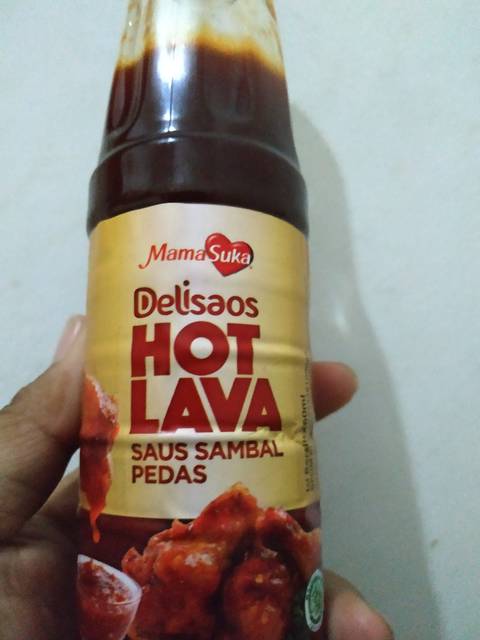 MamaSuka
Delisaos
HOT
LAVA
SAUS SAMBAL
PEDAS